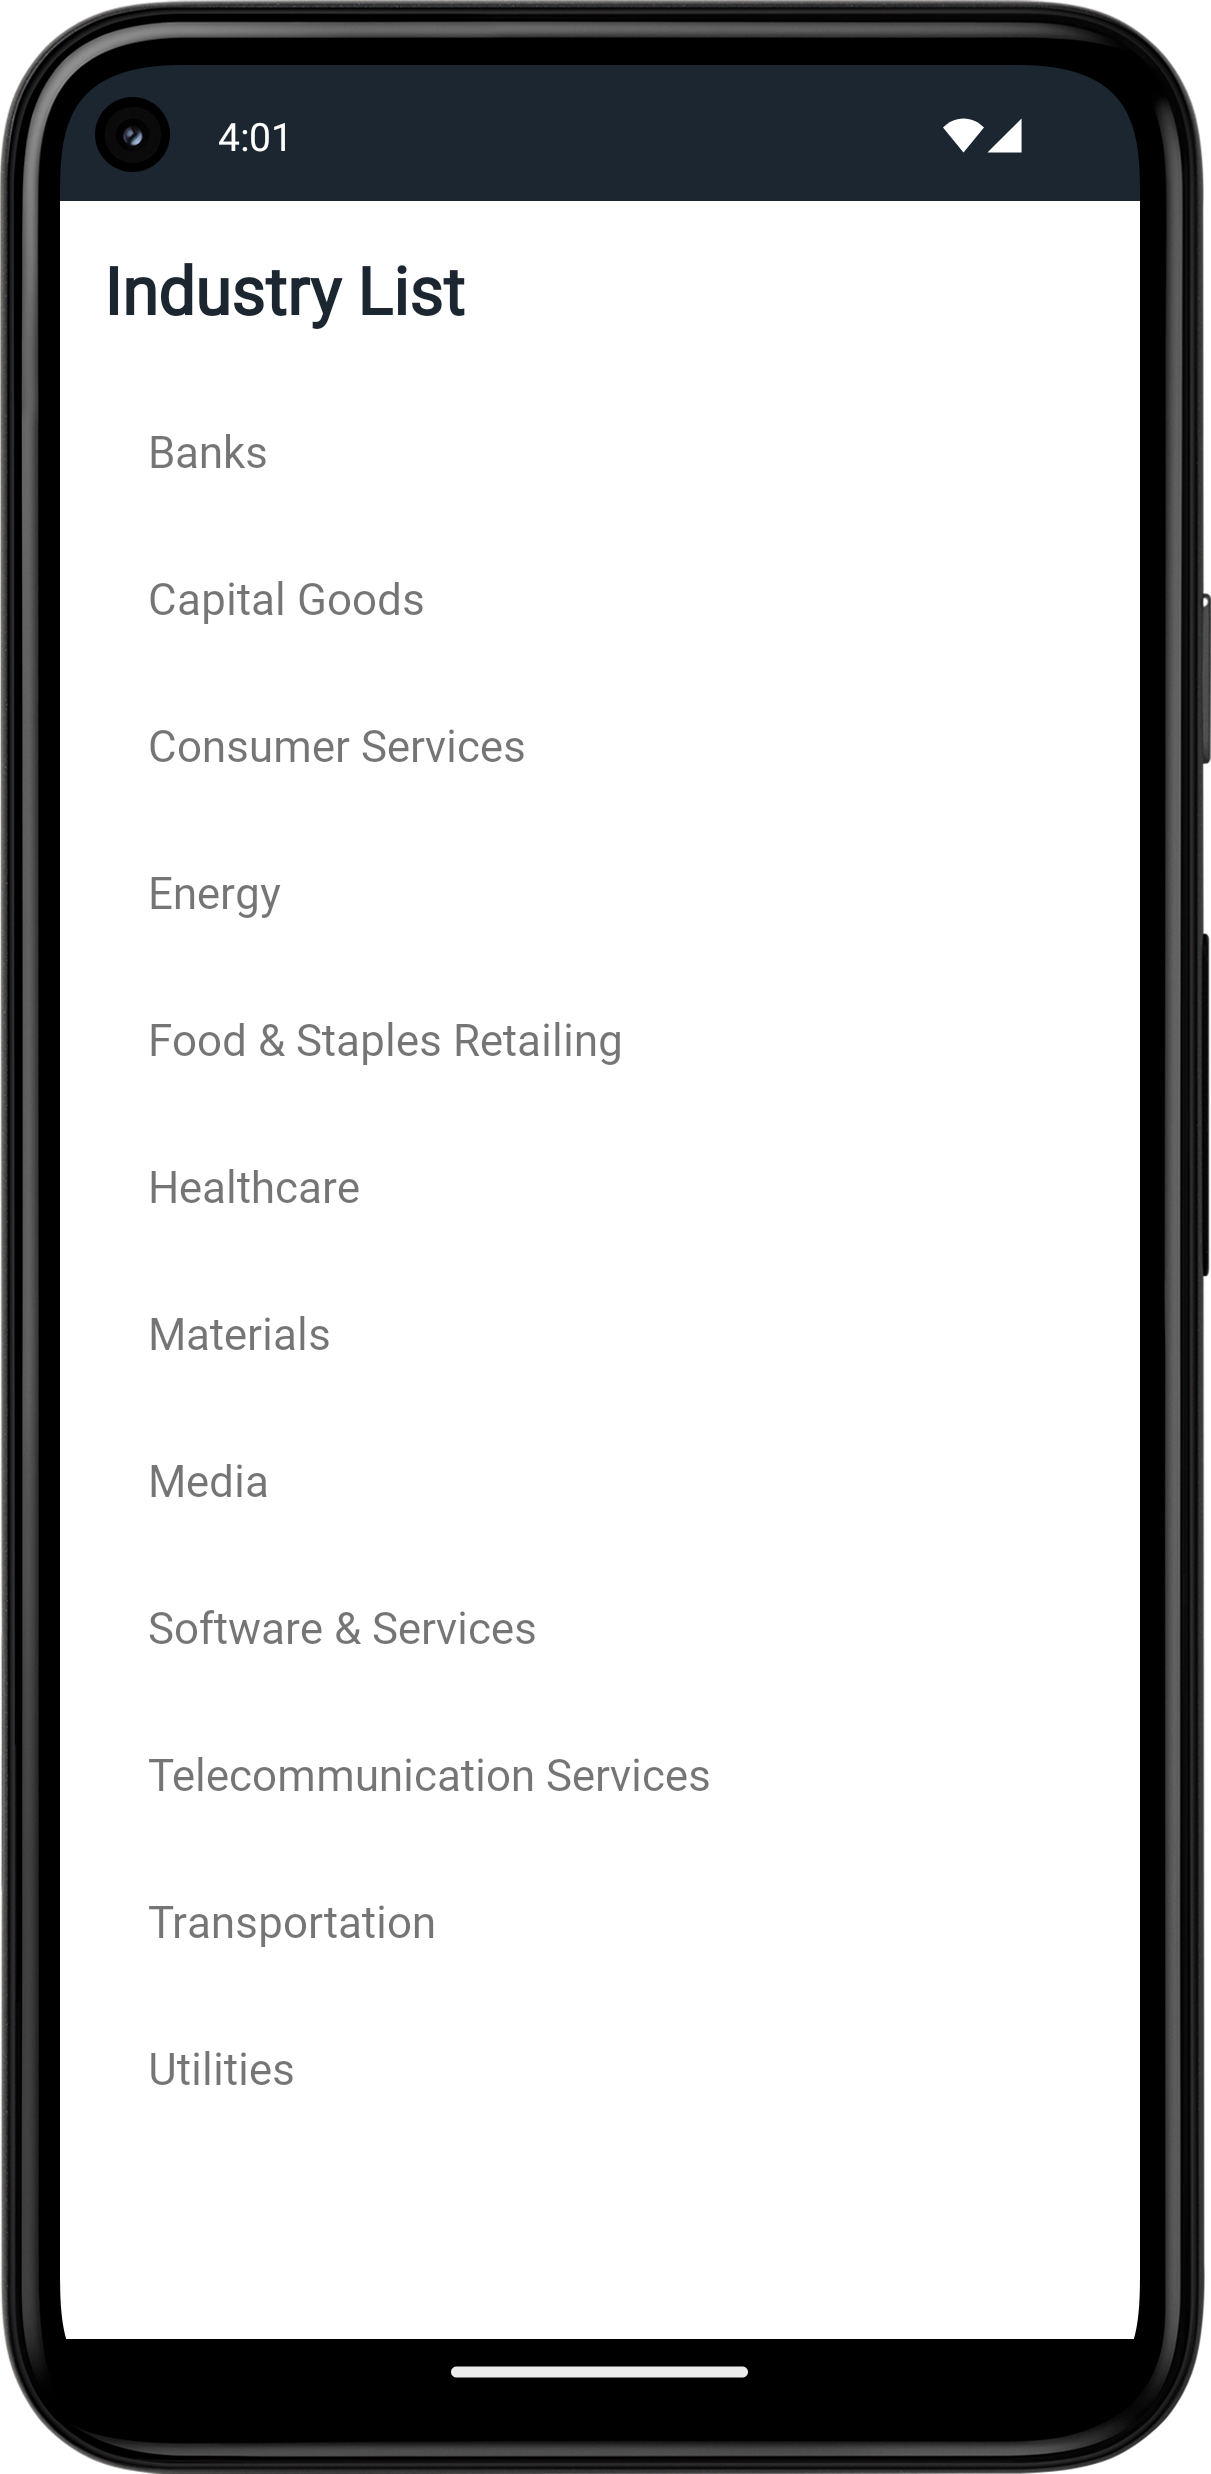 4:01
Industry List
Banks
Capital Goods
Consumer Services
Energy
Food & Staples Retailing
Healthcare
Materials
Media
Software & Services
Telecommunication Services
Transportation
Utilities